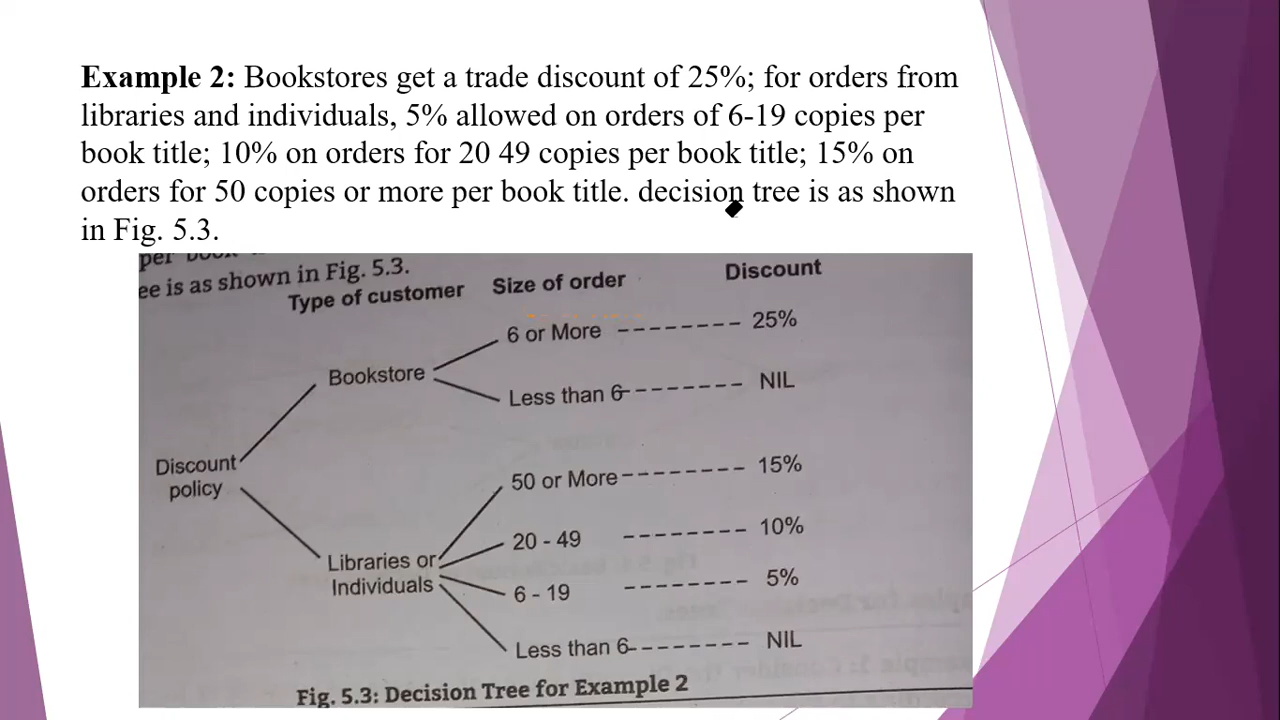 Example 2: Bookstores get a trade discount of 25%; for orders from
libraries and individuals, 5% allowed on orders of 6-19 copies per
book title; 10% on orders for 20 49 copies per book title; 15% on
orders for 50 copies or more per book title. decision tree is as shown
in Fig. 5.3.
per
ee is as shown in Fig. 5.3.
Type of customer Size of order Discount
6 or More 25%
Bookstore
Less than 6 NIL
Discount
policy
50 or More 15%
20 - 49 10%
Libraries or
Individuals
6 - 19 5%
Less than 6 NIL
Fig. 5.3: Decision Tree for Example 2